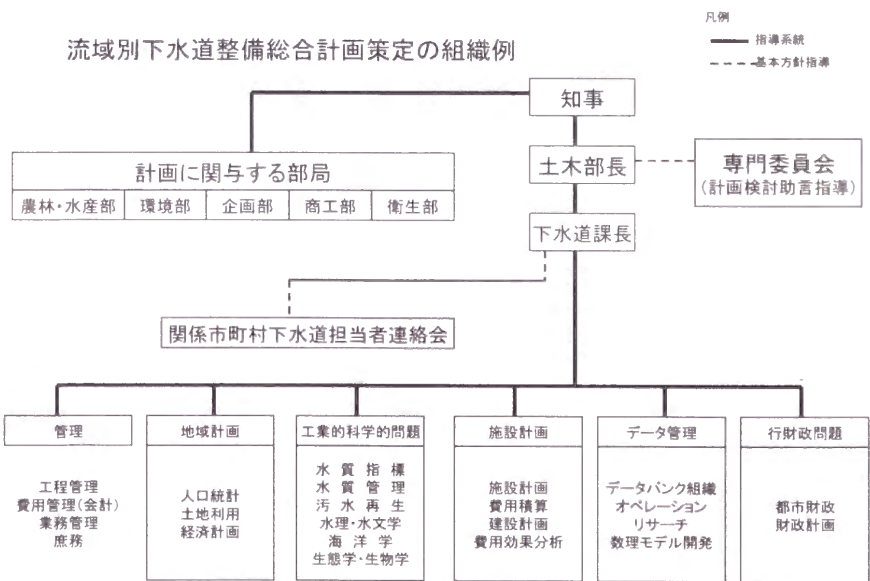 凡例
指導系統
基本方針指導
流域別下水道整備総合計画策定の組織例
知事
計画に関与する部局
農林・水産部 環境部 企画部 商工部 衛生部
土木部長
専門委員会
(計画検討助言指導)
下水道課長
関係市町村下水道担当者連絡会
管理
工程管理
費用管理(会計)
業務管理
庶務
地域計画
人口統計
土地利用
経済計画
工業的科学的問題
水質指標
水質管理
汚水再生
水理・水文学
海洋学
生態学・生物学
施設計画
施設計画
費用積算
建設計画
費用効果分析
データ管理
データバンク組織
オペレーション
リサーチ
数理モデル開発
行財政問題
都市財政
財政計画